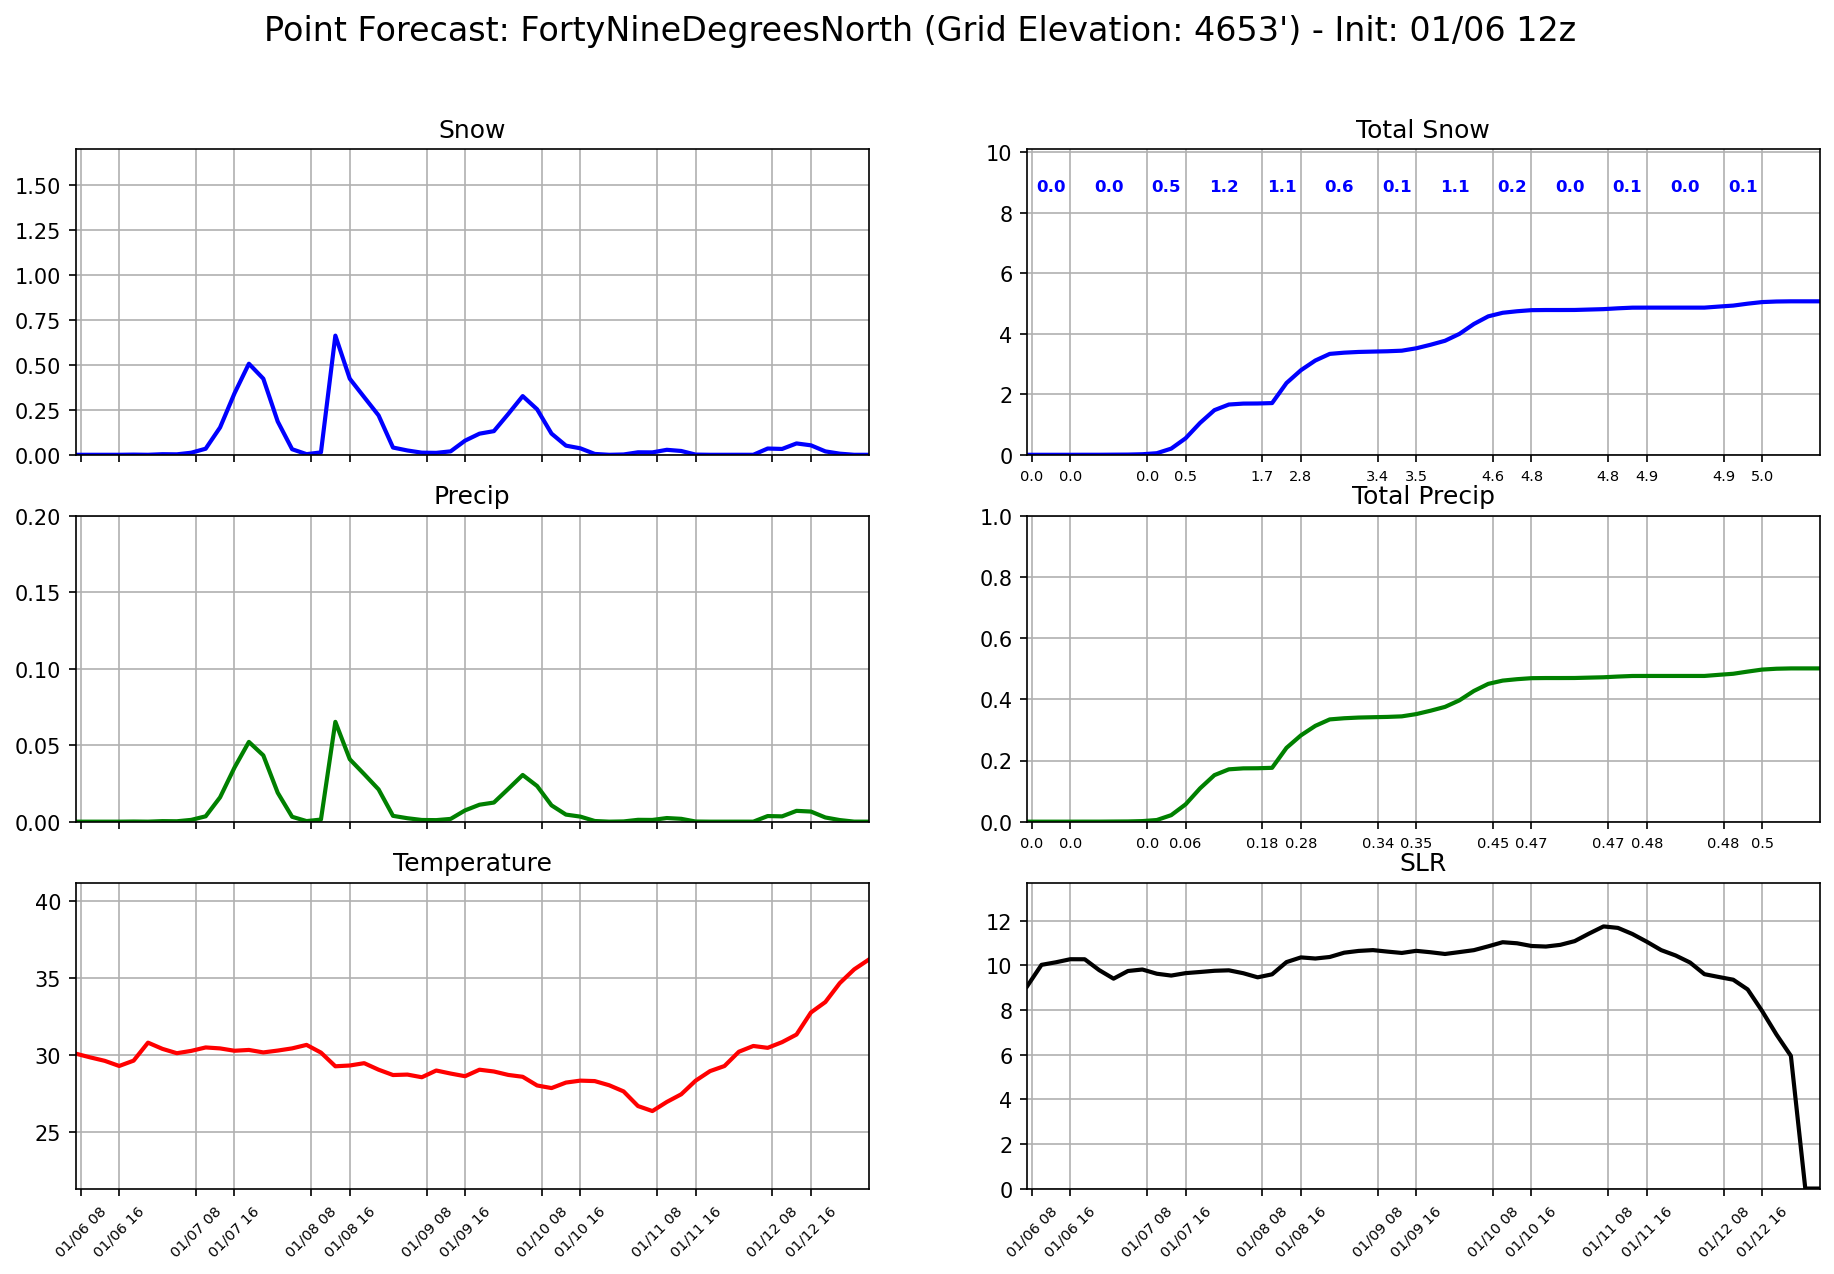 Point Forecast: FortyNineDegreesNorth (Grid Elevation: 4653') - Init: 01/06 12z
Snow
1.50
1.25
1.00
0.75
0.50
0.25
0.00
Total Snow
10
8
6
4
2
0
0.0 0.0 0.5 1.2 1.1 0.6 0.1 1.1 0.2 0.0 0.1 0.0 0.1
0.0 0.0 0.0 0.5 1.7 2.8 3.4 3.5 4.6 4.8 4.8 4.9 4.9 5.0
Precip
0.20
0.15
0.10
0.05
0.00
Total Precip
1.0
0.8
0.6
0.4
0.2
0.0
0.0 0.0 0.0 0.06 0.18 0.28 0.34 0.35 0.45 0.47 0.47 0.48 0.48 0.5
Temperature
40
35
30
25
01/06 08 01/06 16 01/07 08 01/07 16 01/08 08 01/08 16 01/09 08 01/09 16 01/10 08 01/10 16 01/11 08 01/11 16 01/12 08 01/12 16
SLR
12
10
8
6
4
2
0
01/06 08 01/06 16 01/07 08 01/07 16 01/08 08 01/08 16 01/09 08 01/09 16 01/10 08 01/10 16 01/11 08 01/11 16 01/12 08 01/12 16